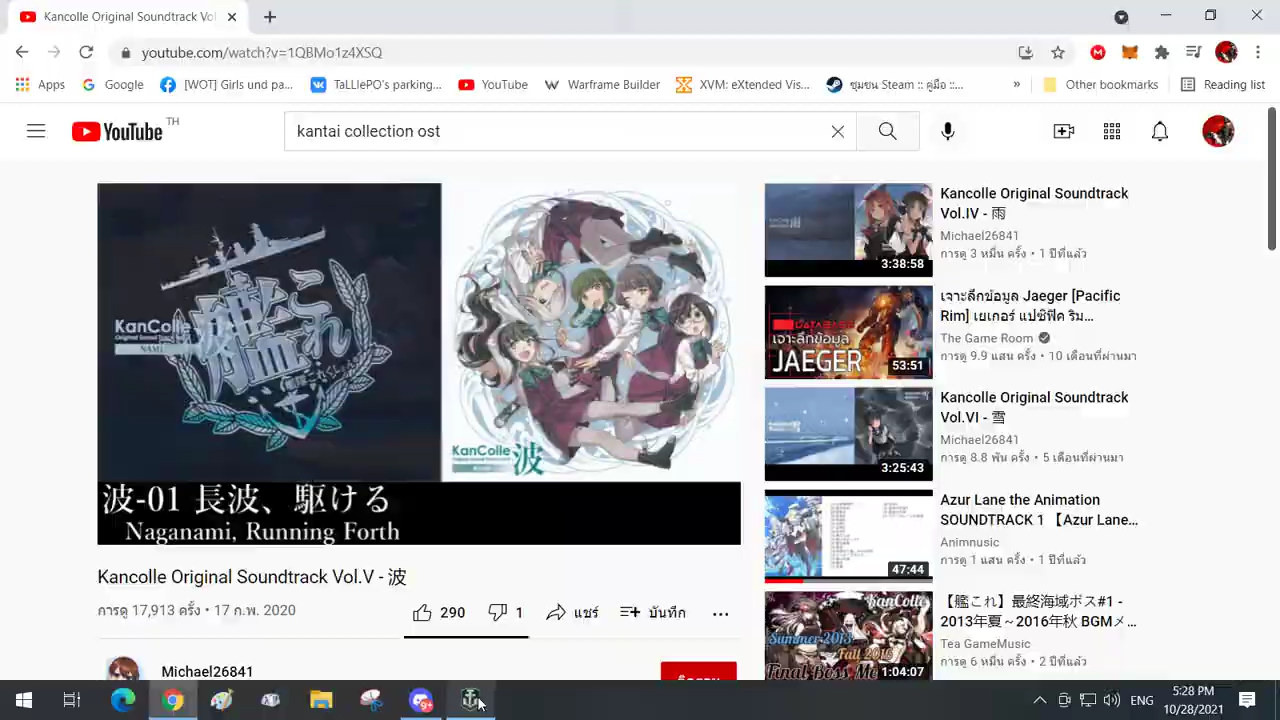 Kancolle Original Soundtrack Vol
youtube.com/watch?v=1QBMo1z4XSQ
Apps
Google
[WOT] Girls und pa...
TaLLlePO's parking...
YouTube
Warframe Builder
XVM: eXtended Vis...
ชุมชน Steam :: คู่มือ ::...
»
Other bookmarks
Reading list
YouTube TH
kantai collection ost
KanColle
艦これ
KanColle
波
波-01 長波、駆ける
Naganami, Running Forth
Kancolle Original Soundtrack Vol.V - 波
การดู 17,913 ครั้ง • 17 ก.พ. 2020
290
1
แชร์
บันทึก
Michael26841
3:38:58
Kancolle Original Soundtrack
Vol.IV - 雨
Michael26841
การดู 3 หมื่น ครั้ง • 1 ปีที่แล้ว
เจาะลึกข้อมูล
JAEGER
53:51
เจาะลึกข้อมูล Jaeger [Pacific
Rim] เยเกอร์ แปซิฟิค ริม...
The Game Room
การดู 9.9 แสน ครั้ง • 10 เดือนที่ผ่านมา
3:25:43
Kancolle Original Soundtrack
Vol.VI - 雪
Michael26841
การดู 8.8 พัน ครั้ง • 5 เดือนที่ผ่านมา
47:44
Azur Lane the Animation
SOUNDTRACK 1 【Azur Lane...
Animnusic
การดู 1 แสน ครั้ง • 1 ปีที่แล้ว
KanColle
Summer 2013
Fall 2016
Final Boss
1:04:07
【艦これ】最終海域ボス#1 -
2013年夏～2016年秋 BGMメ...
Tea GameMusic
การดู 6 หมื่น ครั้ง • 2 ปีที่แล้ว
9+
ENG
5:28 PM
10/28/2021